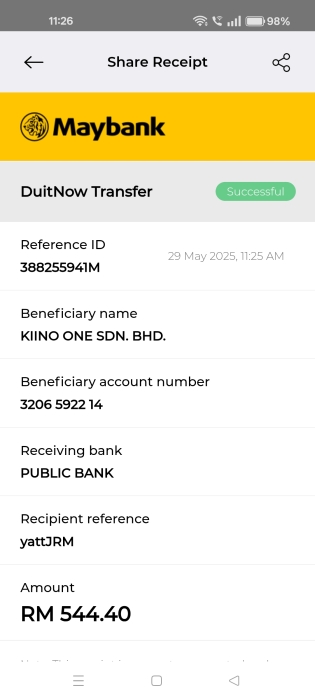 11:26
98%
Share Receipt
Maybank
DuitNow Transfer
Successful
Reference ID
388255941M
29 May 2025, 11:25 AM
Beneficiary name
KIINO ONE SDN. BHD.
Beneficiary account number
3206 5922 14
Receiving bank
PUBLIC BANK
Recipient reference
yattJRM
Amount
RM 544.40